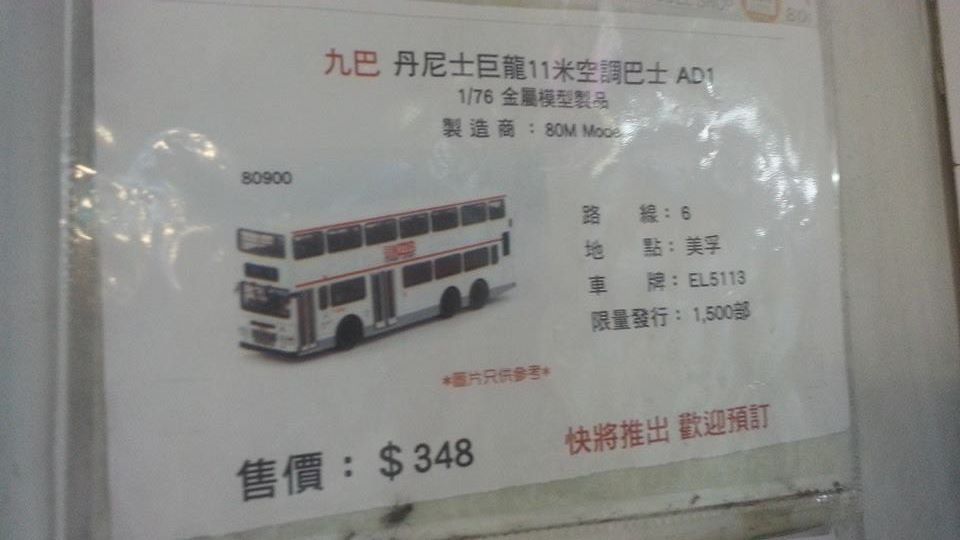 九巴 丹尼士巨龍11米空調巴士 AD1
1/76 金屬模型製品
製造商：80M
80900
路 線：6
地 點：美孚
車 牌：EL5113
限量發行：1,500部
*圖片只供參考*
快將推出 歡迎預訂
售價：$348